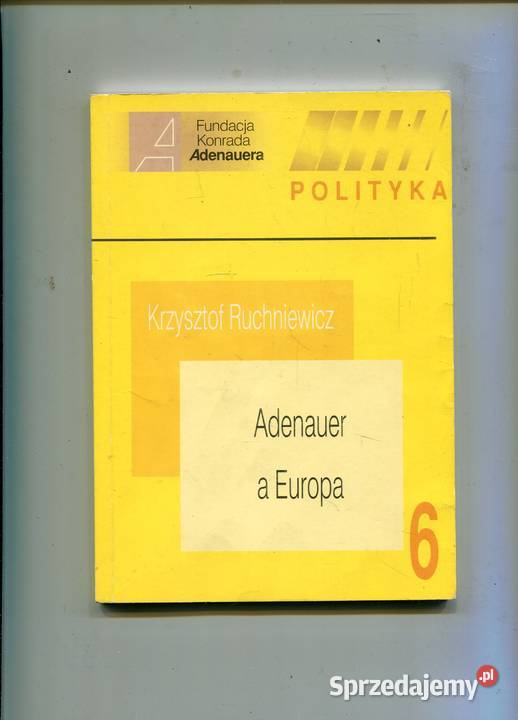 Fundacja
Konrada
Adenauera
POLITYKA
Krzysztof Ruchniewicz
Adenauer
a Europa
6
Sprzedajemy.pl